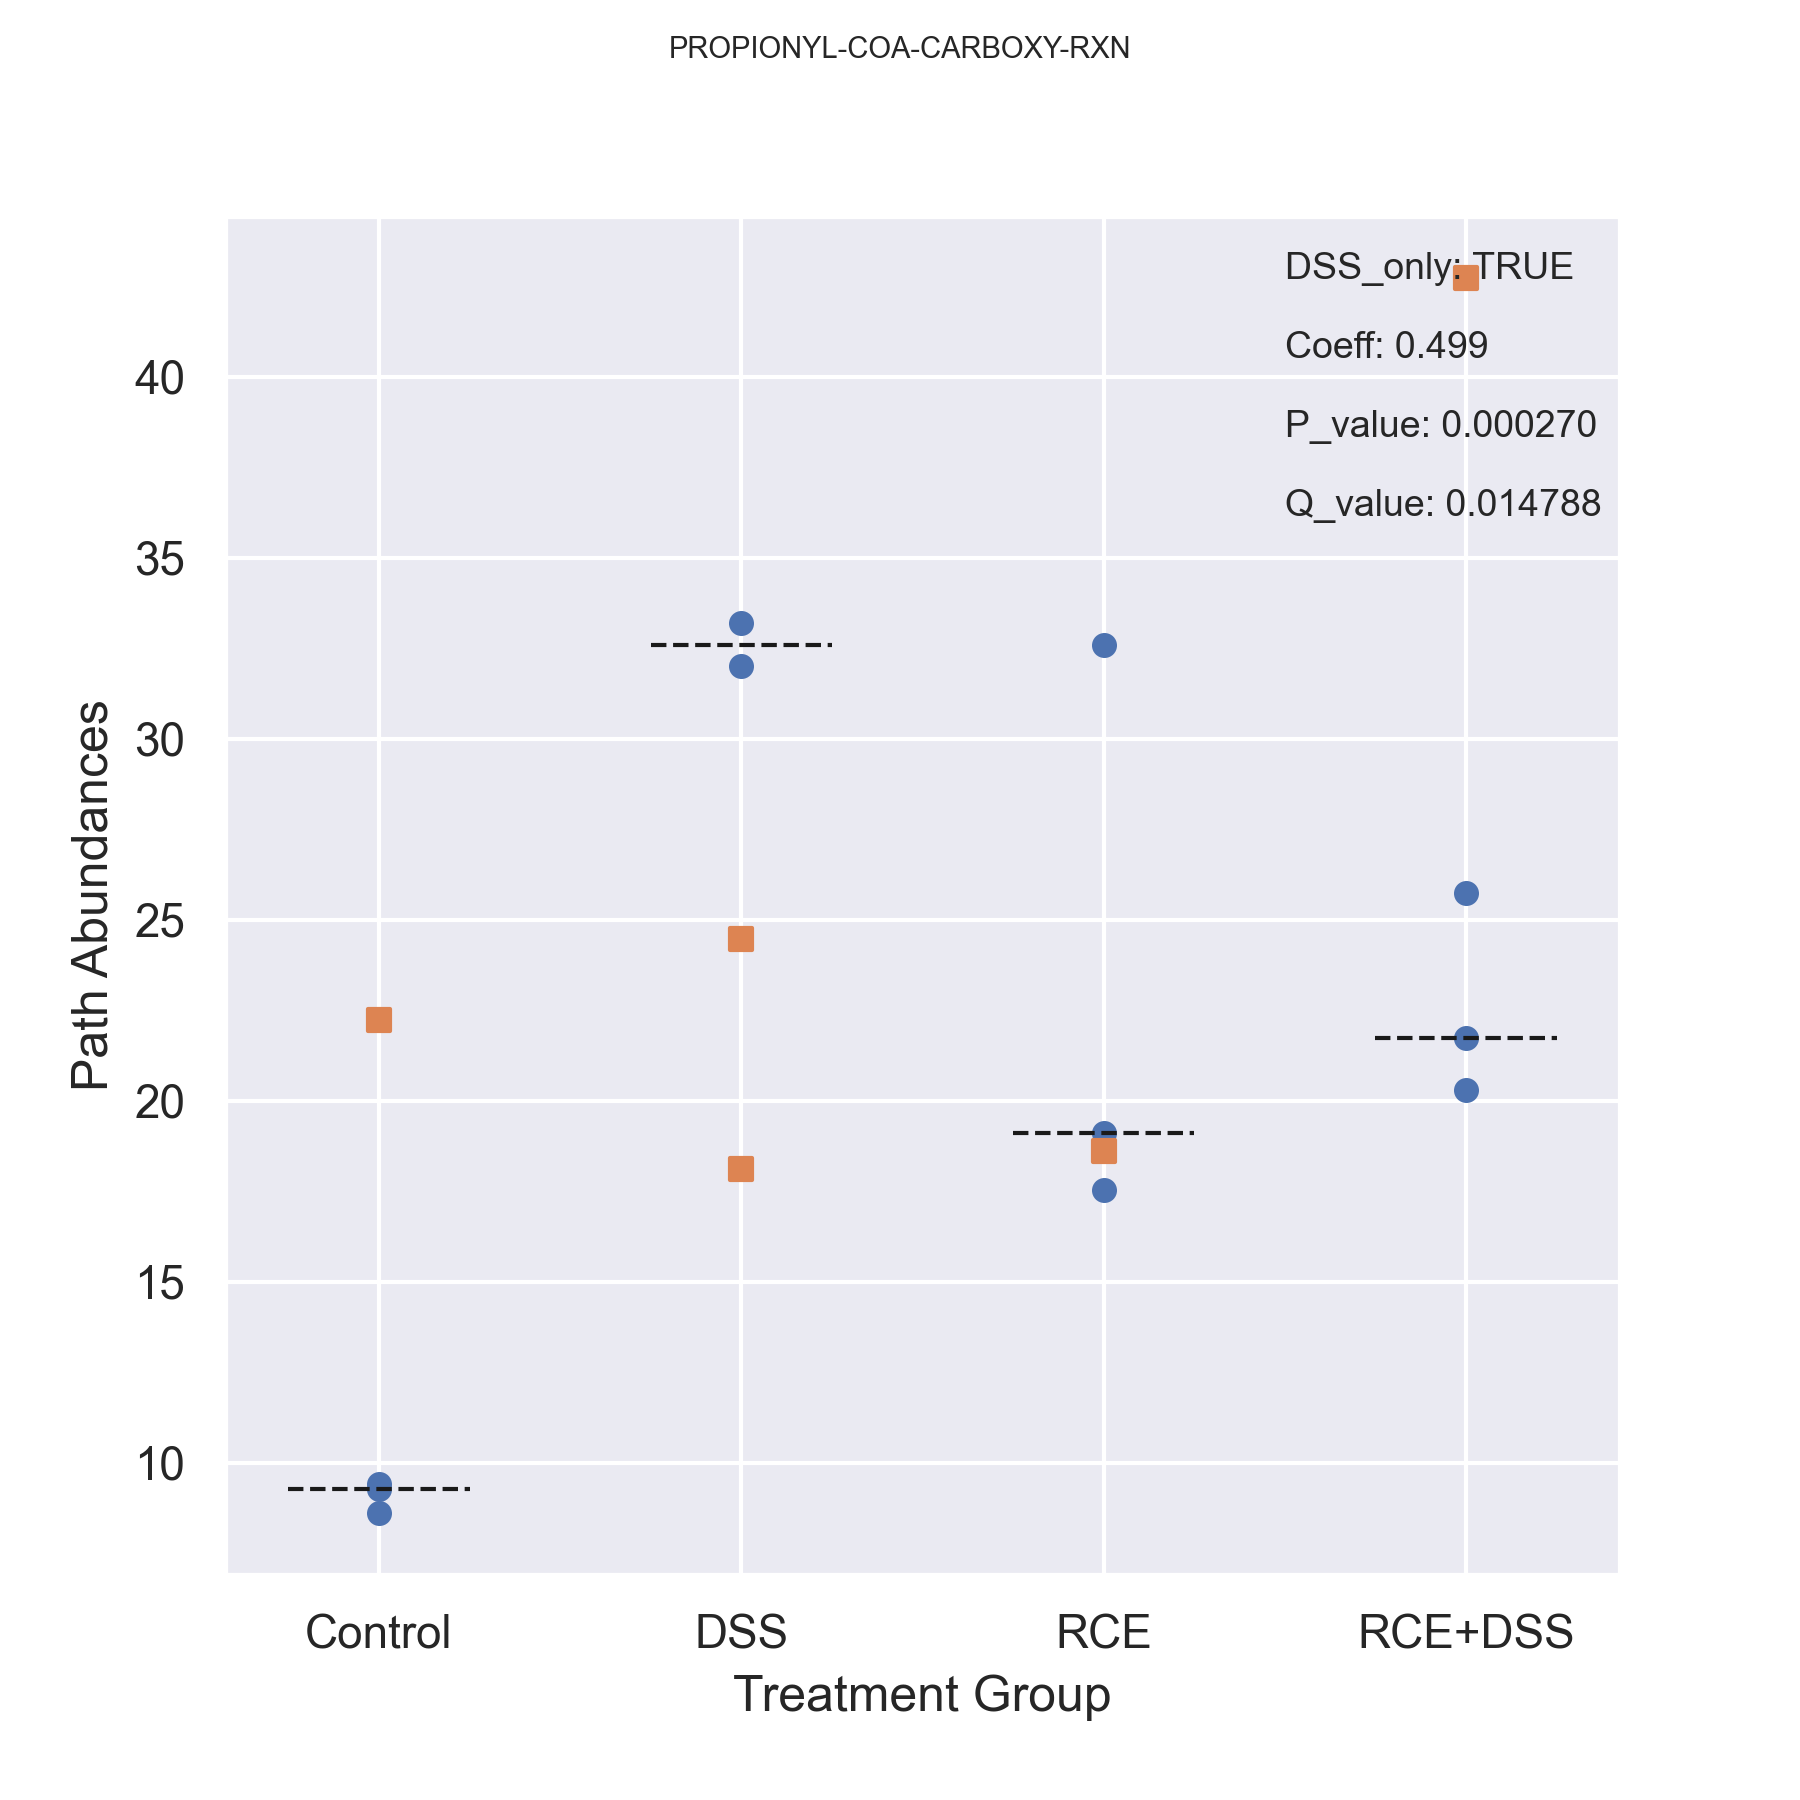 PROPIONYL-COA-CARBOXY-RXN
DSS_only: TRUE
Coeff: 0.499
P_value: 0.000270
Q_value: 0.014788
40
35
30
25
20
15
10
Path Abundances
Control DSS RCE RCE+DSS
Treatment Group